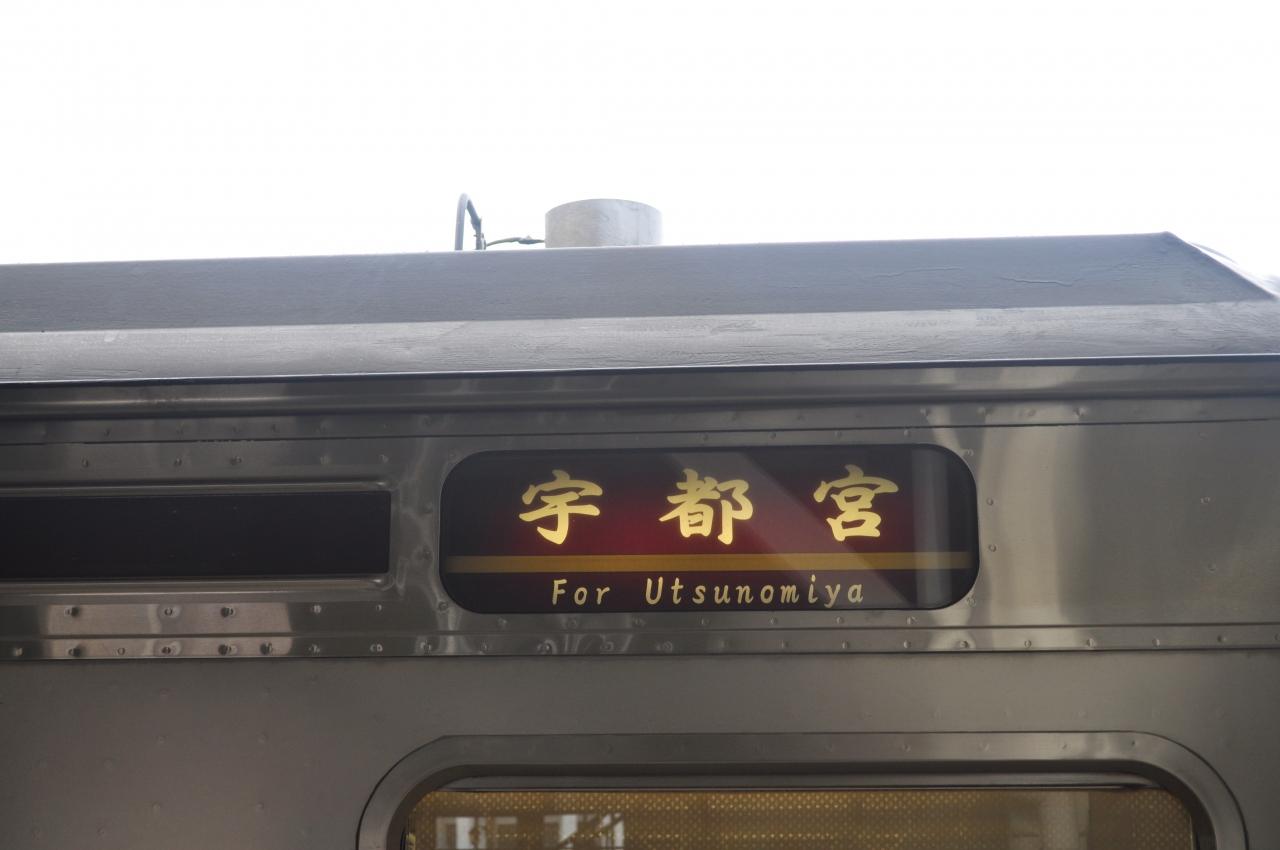 宇都宮
For Utsunomiya